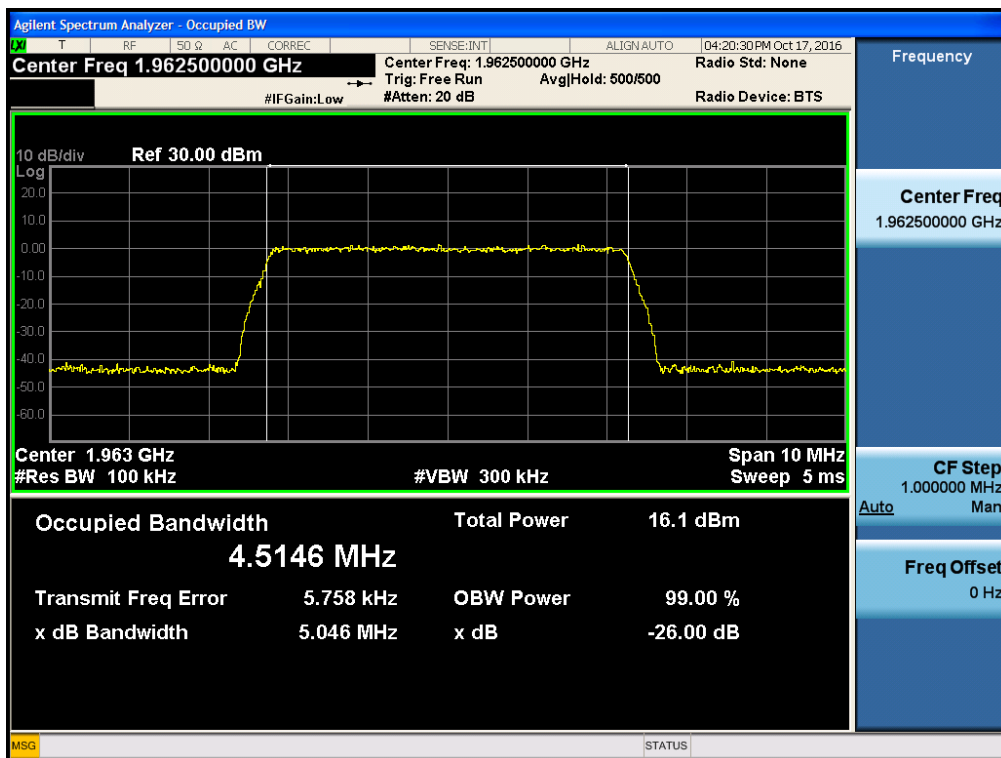 Agilent Spectrum Analyzer - Occupied BW
LXI T RF 50 Ω AC CORREC SENSE:INT ALIGN AUTO 04:20:30 PM Oct 17, 2016
Center Freq 1.962500000 GHz
Center Freq: 1.962500000 GHz Radio Std: None
Trig: Free Run Avg|Hold: 500/500
#IFGain:Low #Atten: 20 dB Radio Device: BTS
Frequency
10 dB/div Ref 30.00 dBm
Log
20.0
10.0
0.00
-10.0
-20.0
-30.0
-40.0
-50.0
-60.0
Center 1.963 GHz Span 10 MHz
#Res BW 100 kHz #VBW 300 kHz Sweep 5 ms
Occupied Bandwidth Total Power 16.1 dBm
4.5146 MHz
Transmit Freq Error 5.758 kHz OBW Power 99.00 %
x dB Bandwidth 5.046 MHz x dB -26.00 dB
Center Freq
1.962500000 GHz
CF Step
1.000000 MHz
Auto Man
Freq Offset
0 Hz
MSG STATUS